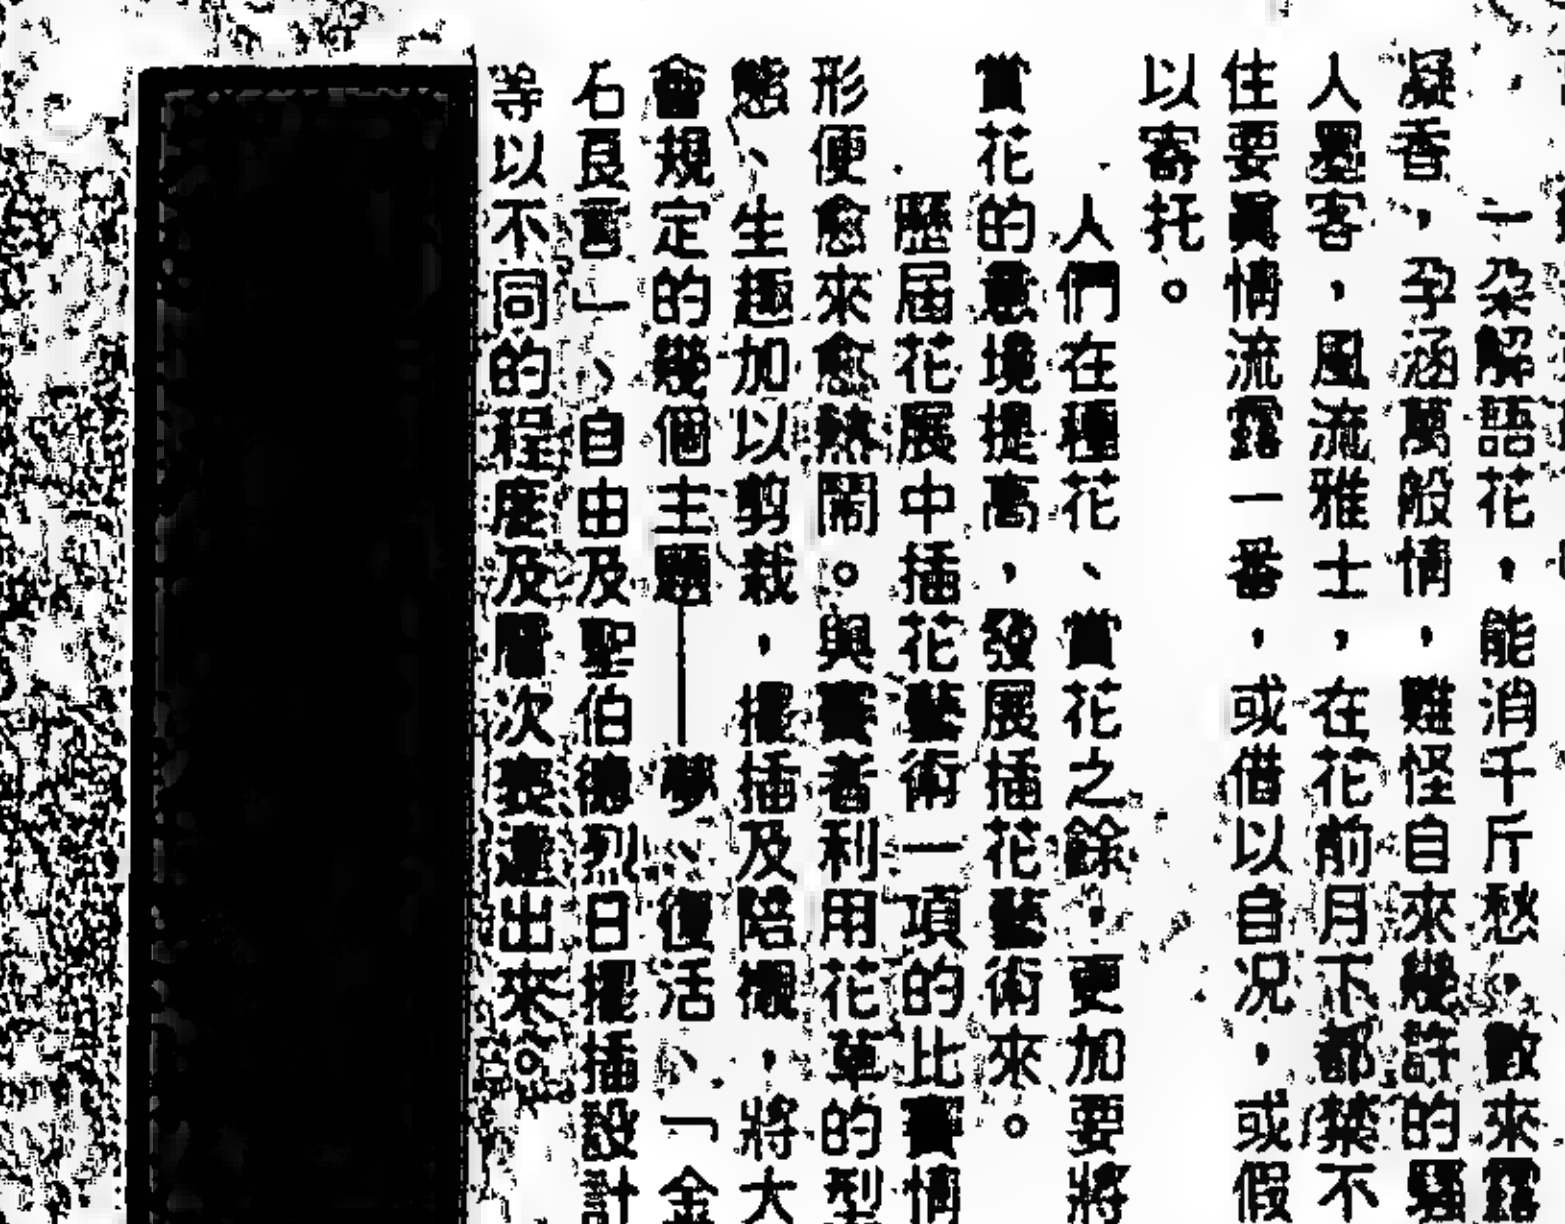 一朶解語花，能消千斤愁，數來露
凝香，孕涵萬般情，難怪自來幾許的騷
人墨客，風流雅士，在花前月下都禁不
住要眞情流露一番，或借以自況，或假
以寄托。
人們在種花、賞花之餘，更加要將
賞花的意境提高，發展插花藝術來。
歷屆花展中插花藝術一項的比賽情
形便愈來愈熱鬧。與賽者利用花草的型
態、生趣加以剪裁，擺插及陪襯，將大
會規定的幾個主題——夢、復活、「金
石良言」、自由及聖伯德烈日擺插設計
等以不同的程度及層次表達出來。